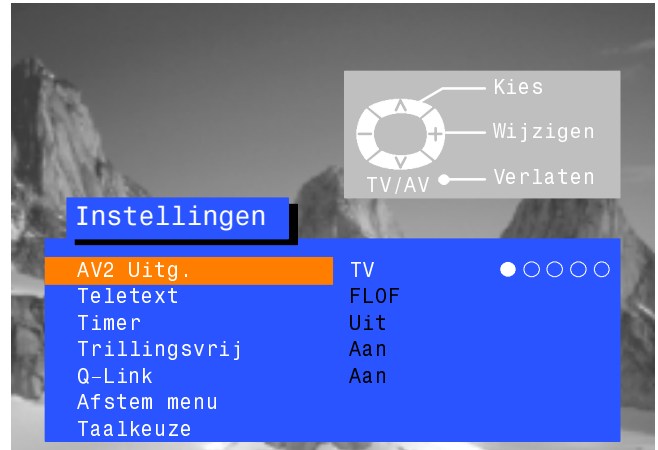 Kies
Wijzigen
TV/AV Verlaten
Instellingen
AV2 Uitg. TV
Teletext FLOF
Timer Uit
Trillingsvrij Aan
Q-Link Aan
Afstem menu
Taalkeuze